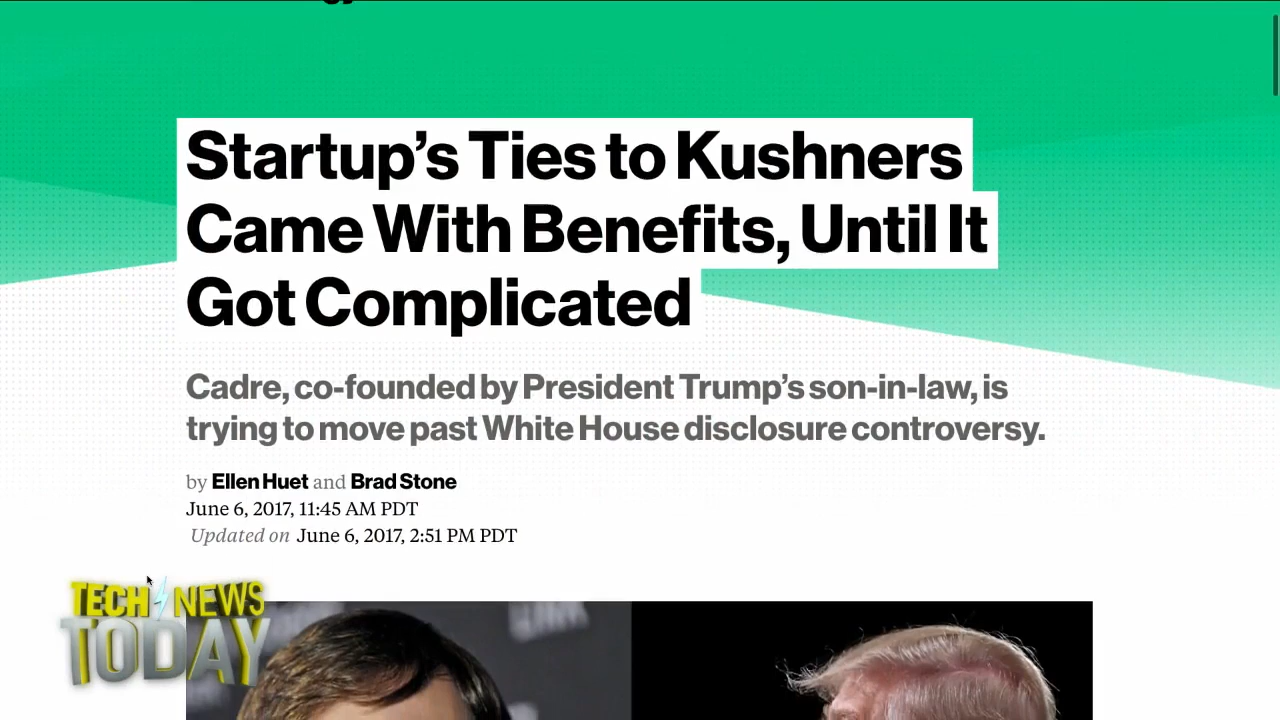 Startup’s Ties to Kushners
Came With Benefits, Until It
Got Complicated
Cadre, co-founded by President Trump’s son-in-law, is
trying to move past White House disclosure controversy.
by Ellen Huet and Brad Stone
June 6, 2017, 11:45 AM PDT
Updated on June 6, 2017, 2:51 PM PDT
TECH NEWS
TODAY